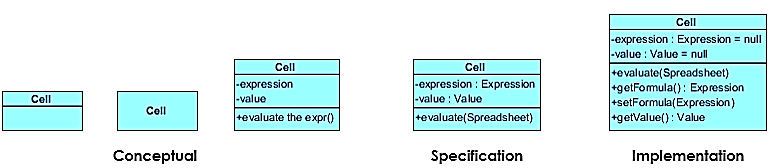 Cell
Cell
Cell
-expression
-value
+evaluate the expr()
Conceptual
Cell
-expression : Expression
-value : Value
+evaluate(Spreadsheet)
Specification
Cell
-expression : Expression = null
-value : Value = null
+evaluate(Spreadsheet)
+getFormula() : Expression
+setFormula(Expression)
+getValue() : Value
Implementation